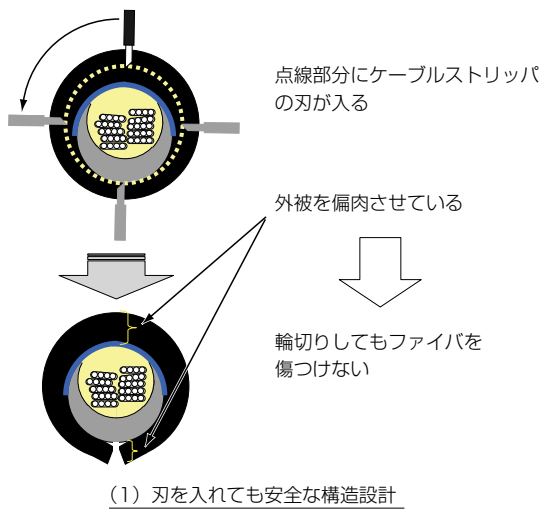 点線部分にケーブルストリッパ
の刃が入る
外被を偏肉させている
輪切りしてもファイバを
傷つけない
（1）刃を入れても安全な構造設計